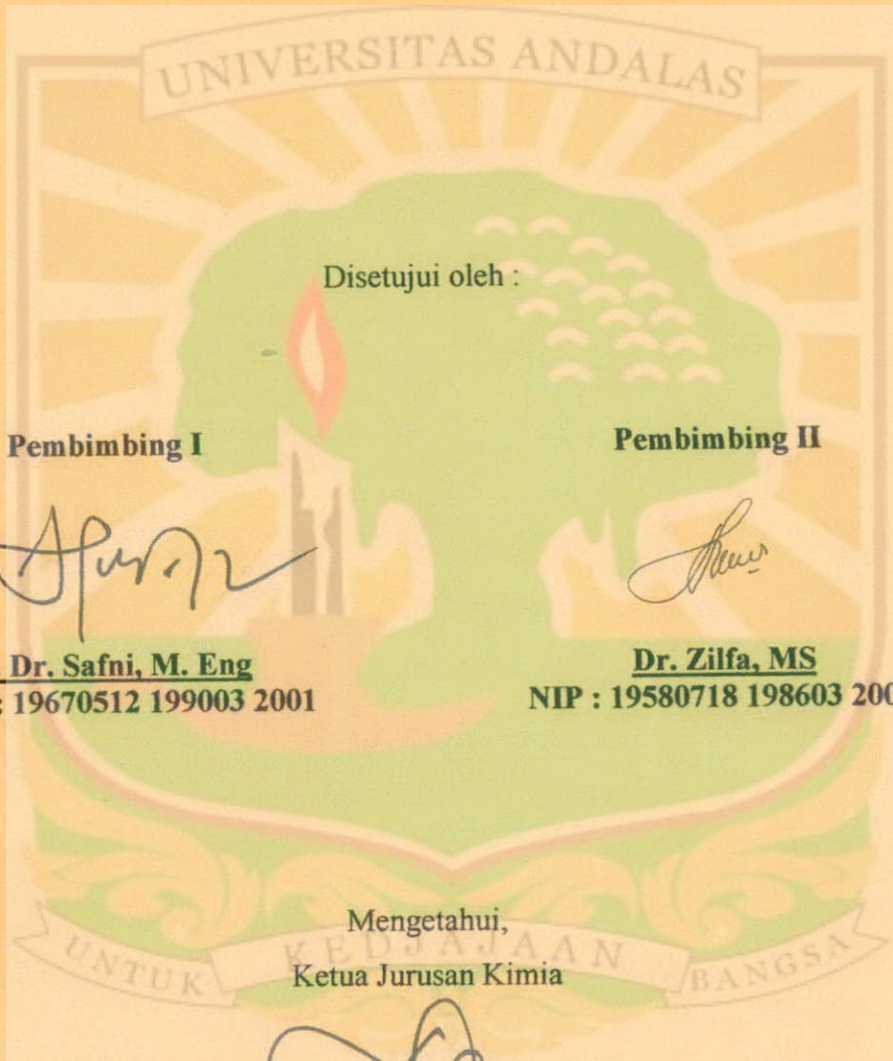 UNIVERSITAS ANDALAS
Disetujui oleh :
Pembimbing I
Pembimbing II
Dr. Safni, M. Eng
: 19670512 199003 2001
Dr. Zilfa, MS
NIP : 19580718 198603 200
Mengetahui,
Ketua Jurusan Kimia
UNTUK KEDJAJAAN BANGSA